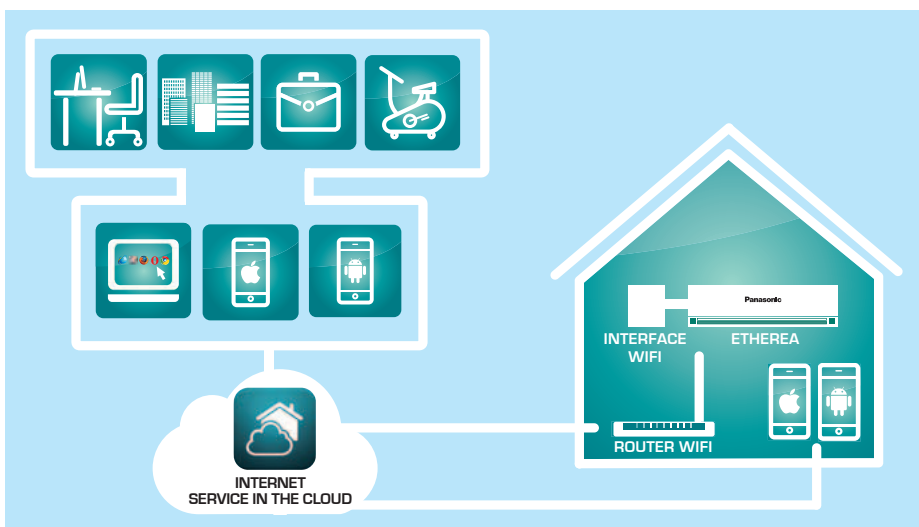 Panasonic
INTERFACE
WIFI
ETHEREA
ROUTER WIFI
INTERNET
SERVICE IN THE CLOUD